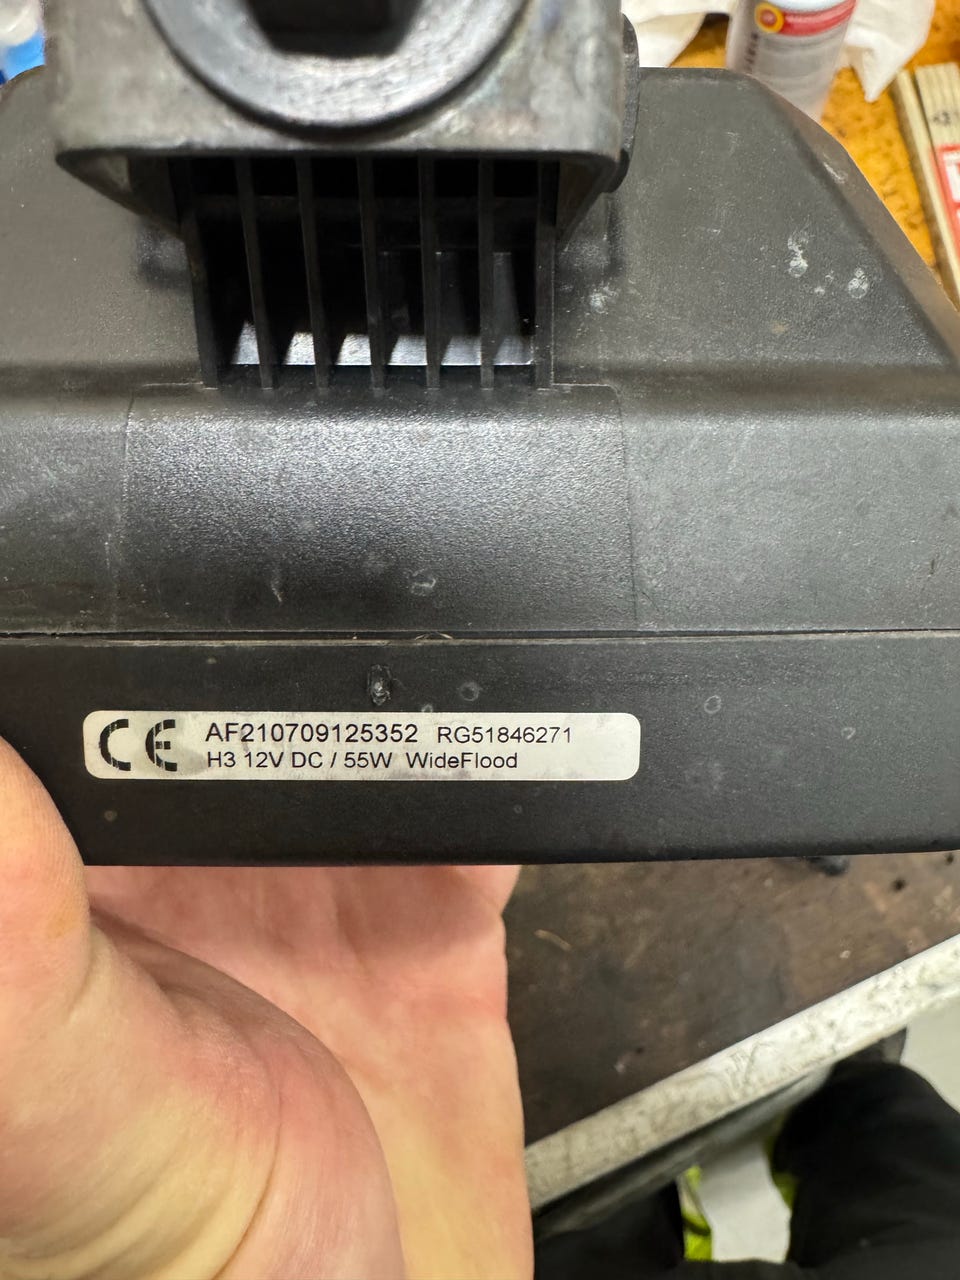 CE AF210709125352 RG51846271
H3 12V DC / 55W WideFlood